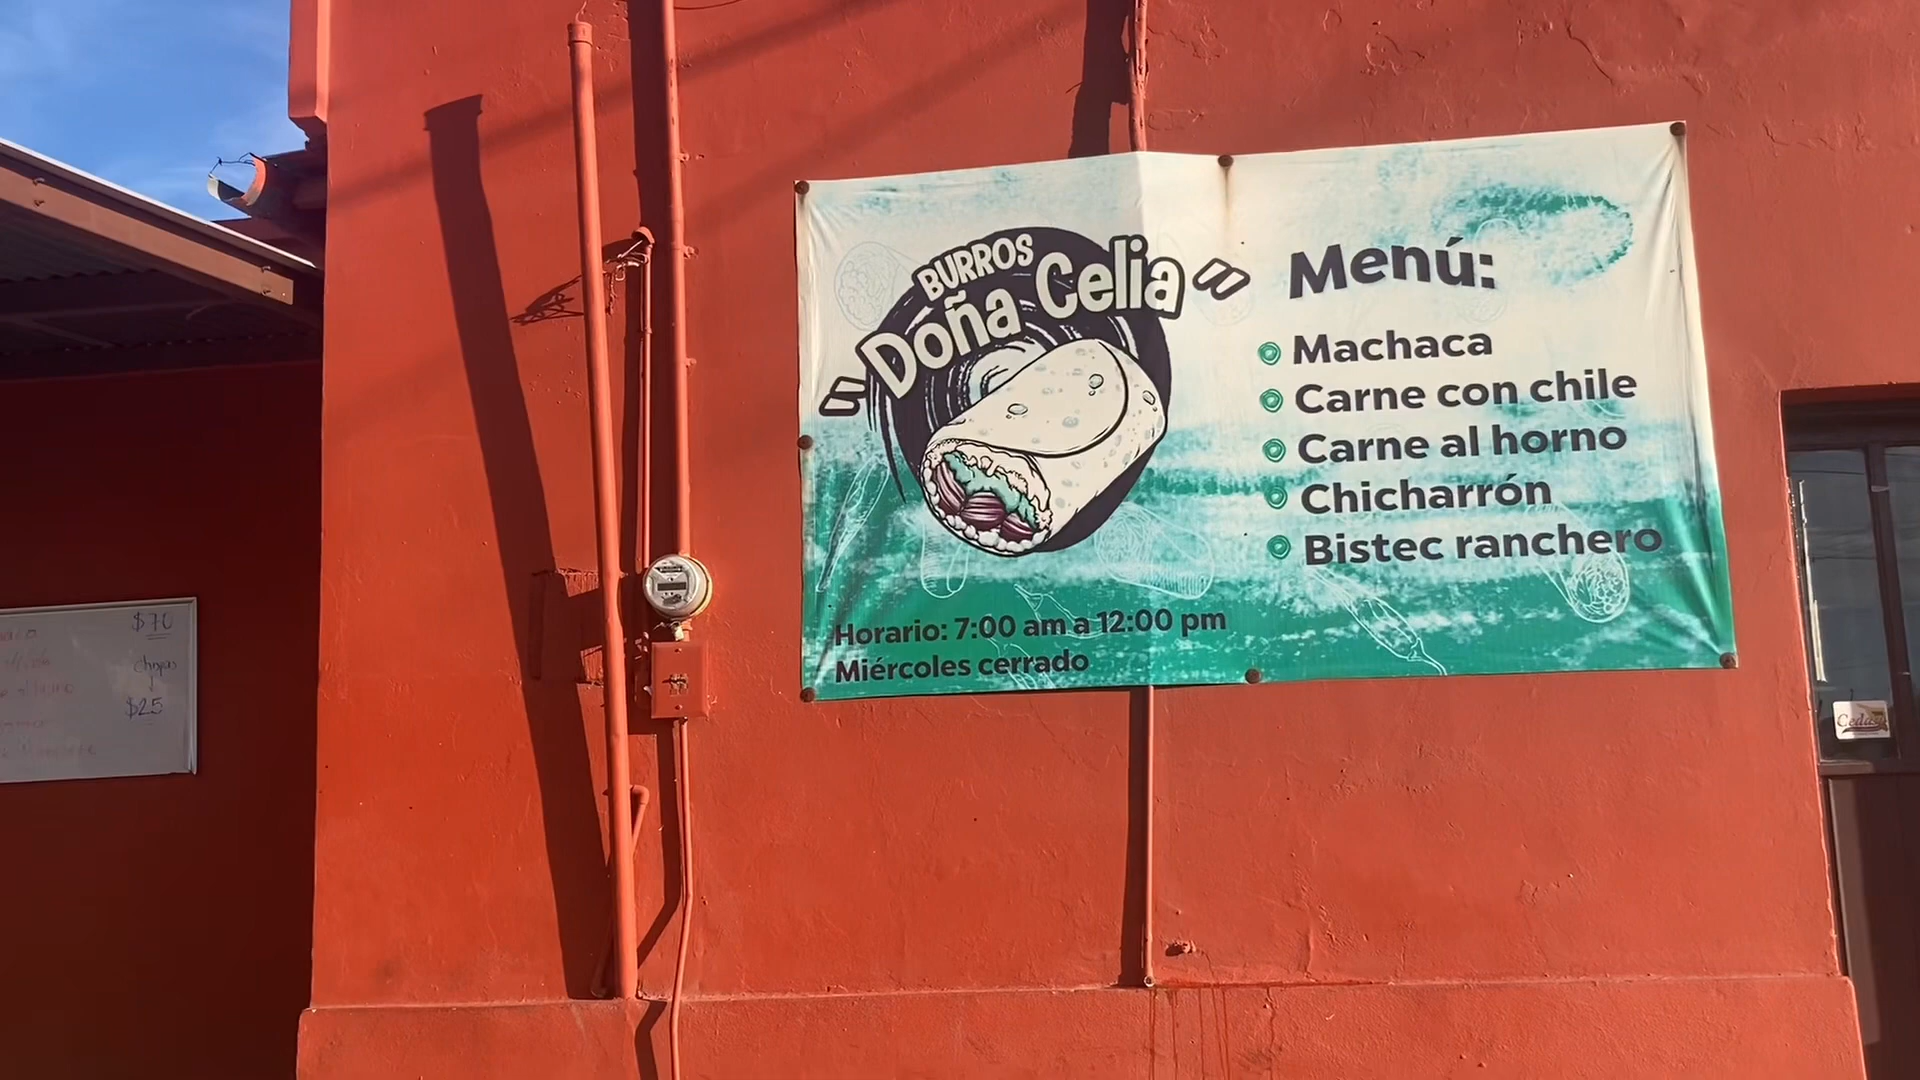 BURROS
"Doña Celia"
Menú:
Machaca
Carne con chile
Carne al horno
Chicharrón
Bistec ranchero
Horario: 7:00 am a 12:00 pm
Miércoles cerrado
$70
$25